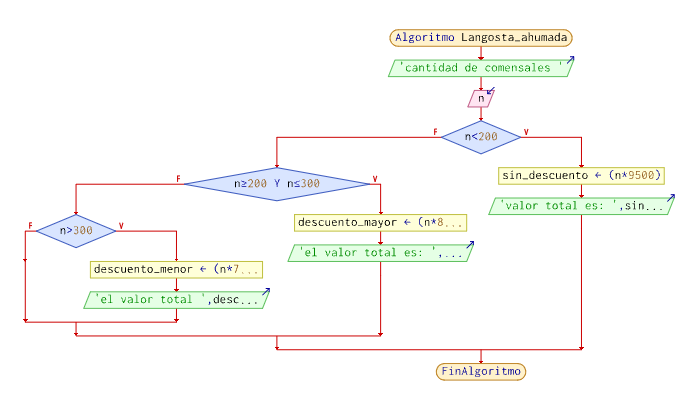 Algoritmo Langosta_ahumada
'cantidad de comensales '
n
n<200
F
V
sin_descuento ← (n*9500)
'valor total es: ',sin...
n≥200 Y n≤300
F
V
descuento_mayor ← (n*8...
'el valor total es: ',...
n>300
F
V
descuento_menor ← (n*7...
'el valor total ',desc...
FinAlgoritmo